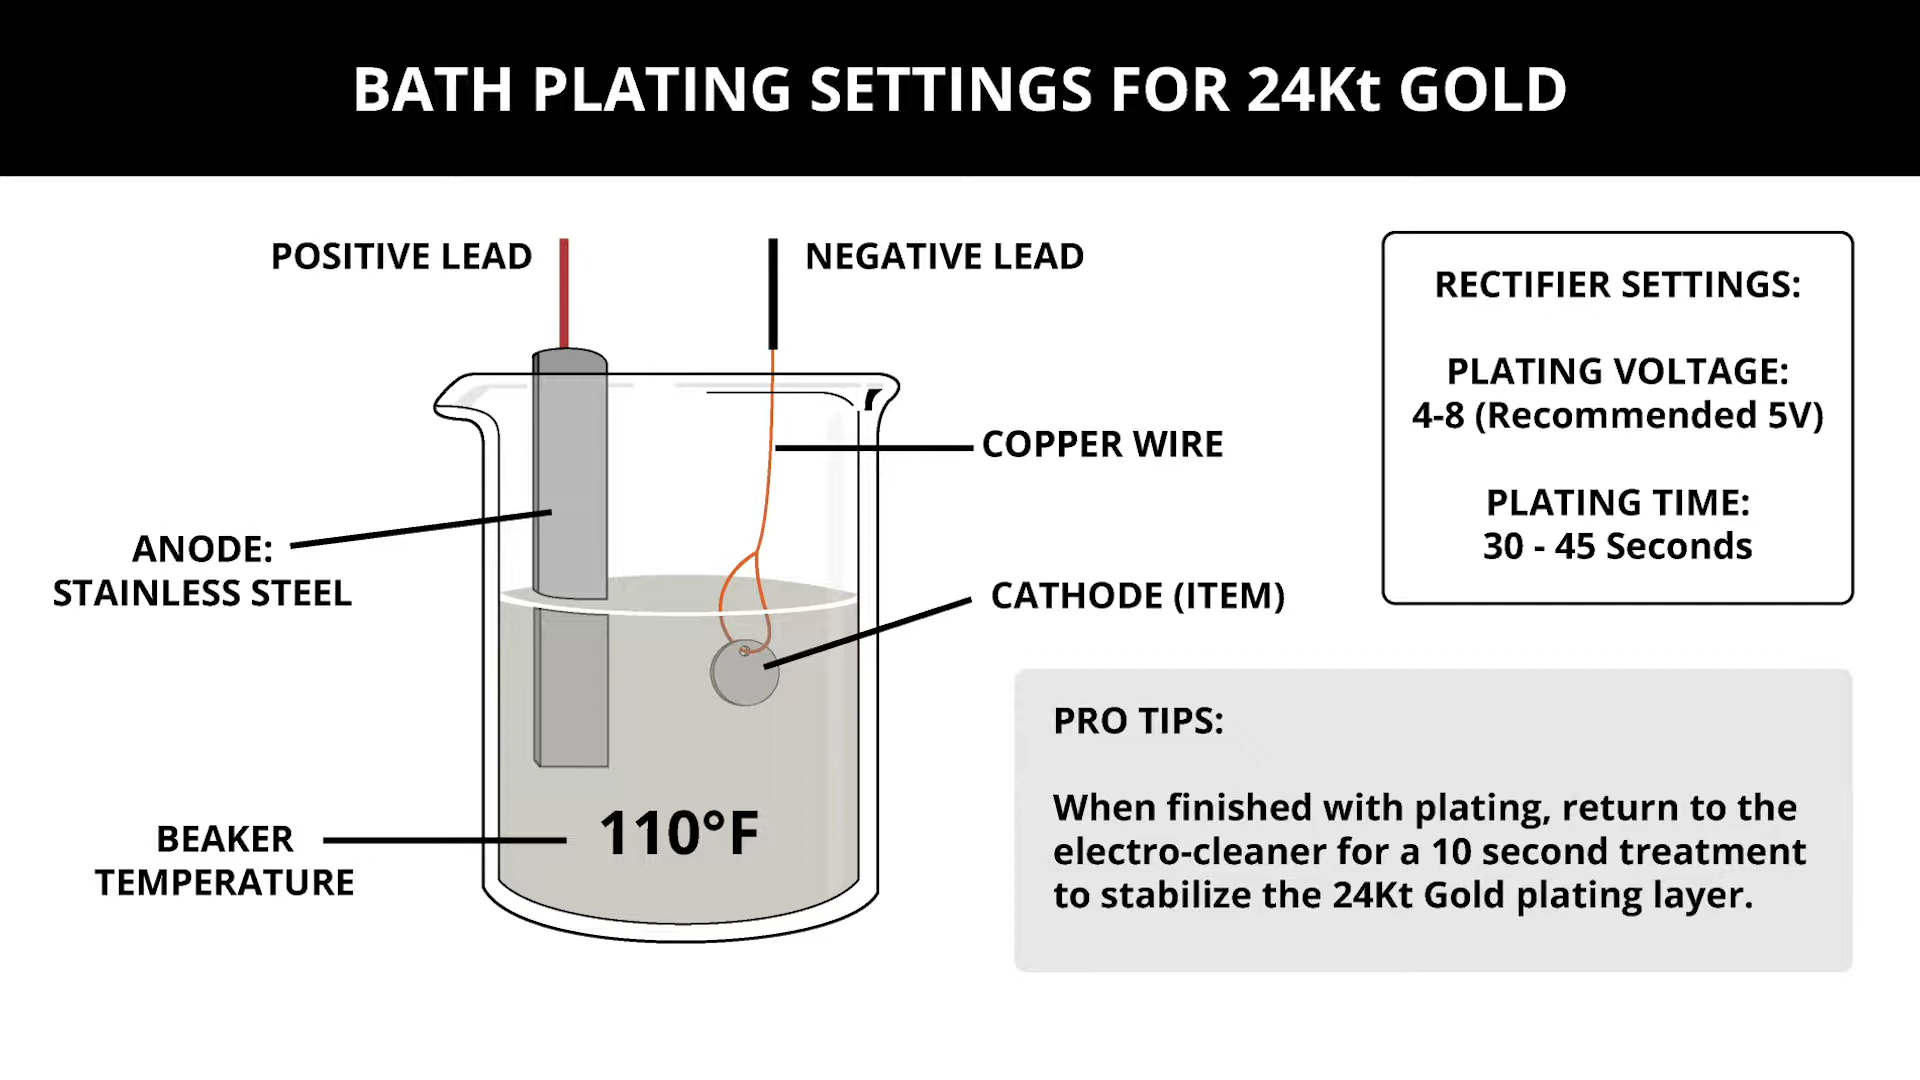 BATH PLATING SETTINGS FOR 24Kt GOLD
POSITIVE LEAD
NEGATIVE LEAD
COPPER WIRE
ANODE:
STAINLESS STEEL
CATHODE (ITEM)
BEAKER
TEMPERATURE
110°F
RECTIFIER SETTINGS:
PLATING VOLTAGE:
4-8 (Recommended 5V)
PLATING TIME:
30 - 45 Seconds
PRO TIPS:
When finished with plating, return to the
electro-cleaner for a 10 second treatment
to stabilize the 24Kt Gold plating layer.